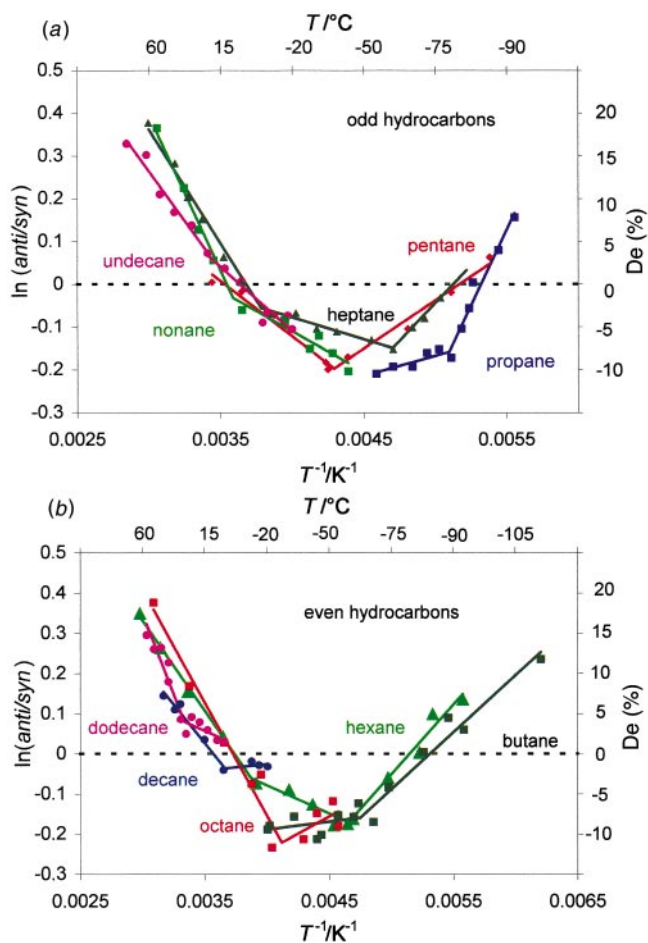 (a)
T /°C
60 15 -20 -50 -75 -90
0.5
0.4
0.3
0.2
0.1
0
-0.1
-0.2
-0.3
ln (anti/syn)
20
15
10
5
0
-5
-10
-15
De (%)
odd hydrocarbons
undecane
nonane
heptane
pentane
propane
0.0025 0.0035 0.0045 0.0055
T⁻¹/K⁻¹
(b)
T /°C
60 15 -20 -50 -75 -90 -105
0.5
0.4
0.3
0.2
0.1
0
-0.1
-0.2
-0.3
ln(anti/syn)
20
15
10
5
0
-5
-10
De (%)
even hydrocarbons
dodecane
decane
octane
hexane
butane
0.0025 0.0035 0.0045 0.0055 0.0065
T⁻¹/K⁻¹